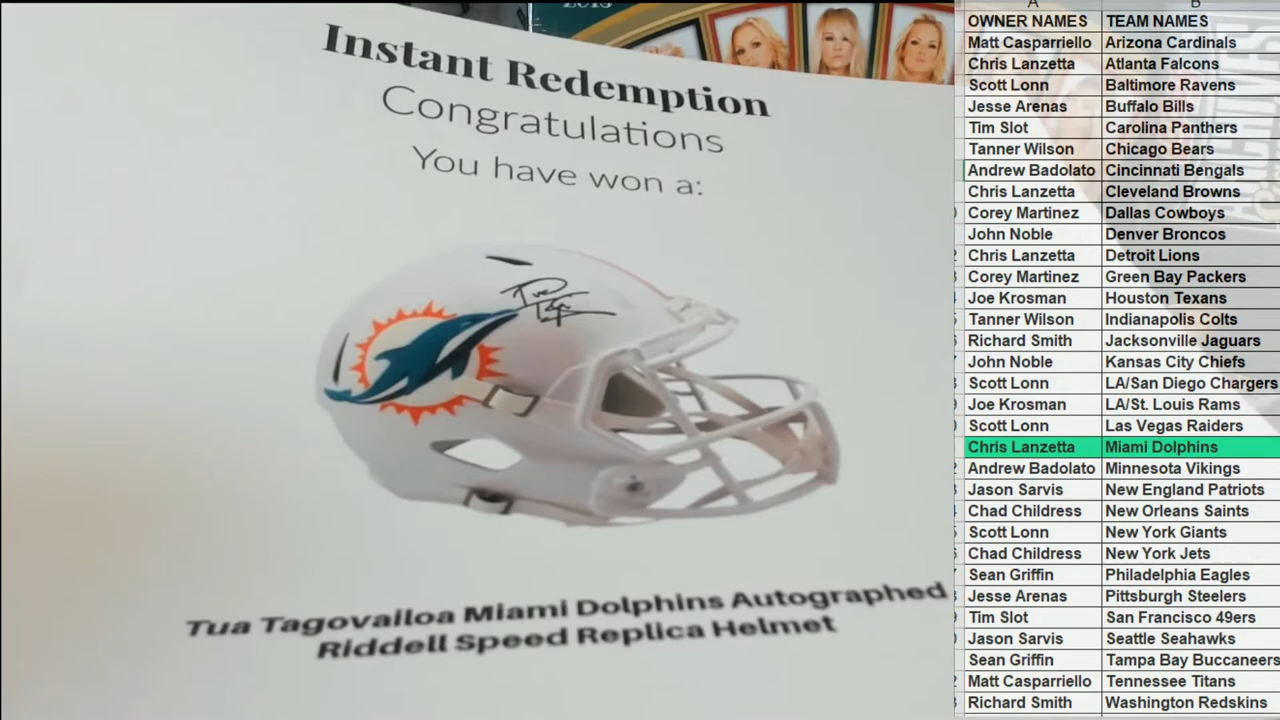 2015
Instant Redemption
Congratulations
You have won a:
Tua Tagovailoa Miami Dolphins Autographed
Riddell Speed Replica Helmet
A B
OWNER NAMES TEAM NAMES
Matt Casparriello Arizona Cardinals
Chris Lanzetta Atlanta Falcons
Scott Lonn Baltimore Ravens
Jesse Arenas Buffalo Bills
Tim Slot Carolina Panthers
Tanner Wilson Chicago Bears
Andrew Badolato Cincinnati Bengals
Chris Lanzetta Cleveland Browns
Corey Martinez Dallas Cowboys
John Noble Denver Broncos
Chris Lanzetta Detroit Lions
Corey Martinez Green Bay Packers
Joe Krosman Houston Texans
Tanner Wilson Indianapolis Colts
Richard Smith Jacksonville Jaguars
John Noble Kansas City Chiefs
Scott Lonn LA/San Diego Chargers
Joe Krosman LA/St. Louis Rams
Scott Lonn Las Vegas Raiders
Chris Lanzetta Miami Dolphins
Andrew Badolato Minnesota Vikings
Jason Sarvis New England Patriots
Chad Childress New Orleans Saints
Scott Lonn New York Giants
Chad Childress New York Jets
Sean Griffin Philadelphia Eagles
Jesse Arenas Pittsburgh Steelers
Tim Slot San Francisco 49ers
Jason Sarvis Seattle Seahawks
Sean Griffin Tampa Bay Buccaneers
Matt Casparriello Tennessee Titans
Richard Smith Washington Redskins